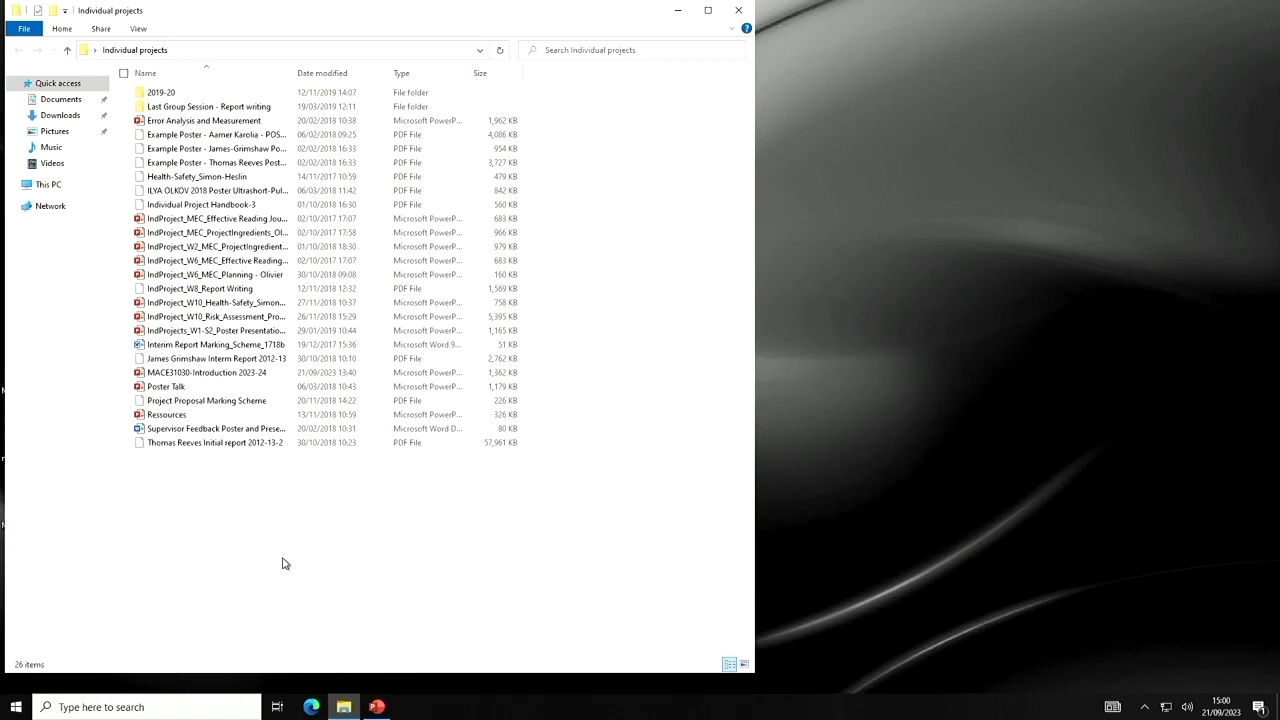 Individual projects
File Home Share View
Individual projects
Search Individual projects
Name Date modified Type Size
Quick access
Documents
Downloads
Pictures
Music
Videos
This PC
Network
2019-20 12/11/2019 14:07 File folder
Last Group Session - Report writing 19/03/2019 12:11 File folder
Error Analysis and Measurement 20/02/2018 10:38 Microsoft PowerP... 1,962 KB
Example Poster - Aamer Karolia - POS... 06/02/2018 09:25 PDF File 4,086 KB
Example Poster - James-Grimshaw Po... 02/02/2018 16:33 PDF File 954 KB
Example Poster - Thomas Reeves Post... 02/02/2018 16:33 PDF File 3,727 KB
Health-Safety_Simon-Heslin 14/11/2017 10:59 PDF File 479 KB
ILYA OLKOV 2018 Poster Ultrashort-Pul... 06/03/2018 11:42 PDF File 842 KB
Individual Project Handbook-3 01/10/2018 16:30 PDF File 560 KB
IndProject_MEC_Effective Reading Jou... 02/10/2017 17:07 Microsoft PowerP... 683 KB
IndProject_MEC_ProjectIngredients_Ol... 02/10/2017 17:58 Microsoft PowerP... 966 KB
IndProject_W2_MEC_ProjectIngredient... 01/10/2018 18:30 Microsoft PowerP... 979 KB
IndProject_W6_MEC_Effective Reading... 02/10/2017 17:07 Microsoft PowerP... 683 KB
IndProject_W6_MEC_Planning - Olivier 30/10/2018 09:08 Microsoft PowerP... 160 KB
IndProject_W8_Report Writing 12/11/2018 12:32 PDF File 1,569 KB
IndProject_W10_Health-Safety_Simon... 27/11/2018 10:37 Microsoft PowerP... 758 KB
IndProject_W10_Risk_Assessment_Pro... 26/11/2018 15:29 Microsoft PowerP... 5,395 KB
IndProjects_W1-S2_Poster Presentatio... 29/01/2019 10:44 Microsoft PowerP... 1,165 KB
Interim Report Marking_Scheme_1718b 19/12/2017 15:36 Microsoft Word 9... 51 KB
James Grimshaw Interm Report 2012-13 30/10/2018 10:10 PDF File 2,762 KB
MACE31030-Introduction 2023-24 21/09/2023 13:40 Microsoft PowerP... 1,362 KB
Poster Talk 06/03/2018 10:43 Microsoft PowerP... 1,179 KB
Project Proposal Marking Scheme 20/11/2018 14:22 PDF File 226 KB
Ressources 13/11/2018 10:59 Microsoft PowerP... 326 KB
Supervisor Feedback Poster and Prese... 20/02/2018 10:31 Microsoft Word D... 80 KB
Thomas Reeves Initial report 2012-13-2 30/10/2018 10:23 PDF File 57,961 KB
26 items
Type here to search
15:00
21/09/2023